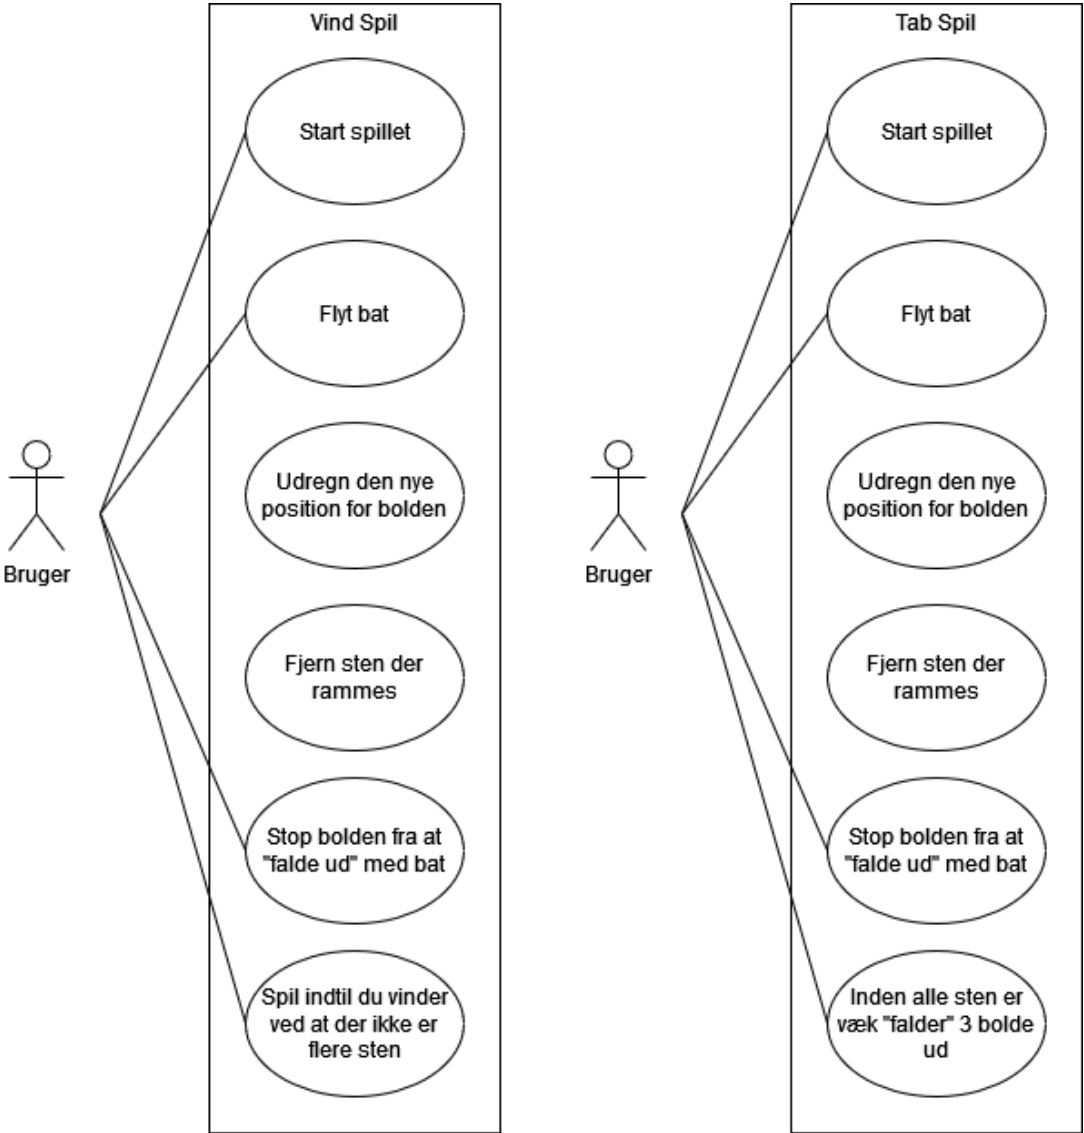 Vind Spil
Start spillet
Flyt bat
Udregn den nye
position for bolden
Fjern sten der
rammes
Stop bolden fra at
"falde ud" med bat
Spil indtil du vinder
ved at der ikke er
flere sten
Bruger
Tab Spil
Start spillet
Flyt bat
Udregn den nye
position for bolden
Fjern sten der
rammes
Stop bolden fra at
"falde ud" med bat
Inden alle sten er
væk "falder" 3 bolde
ud
Bruger